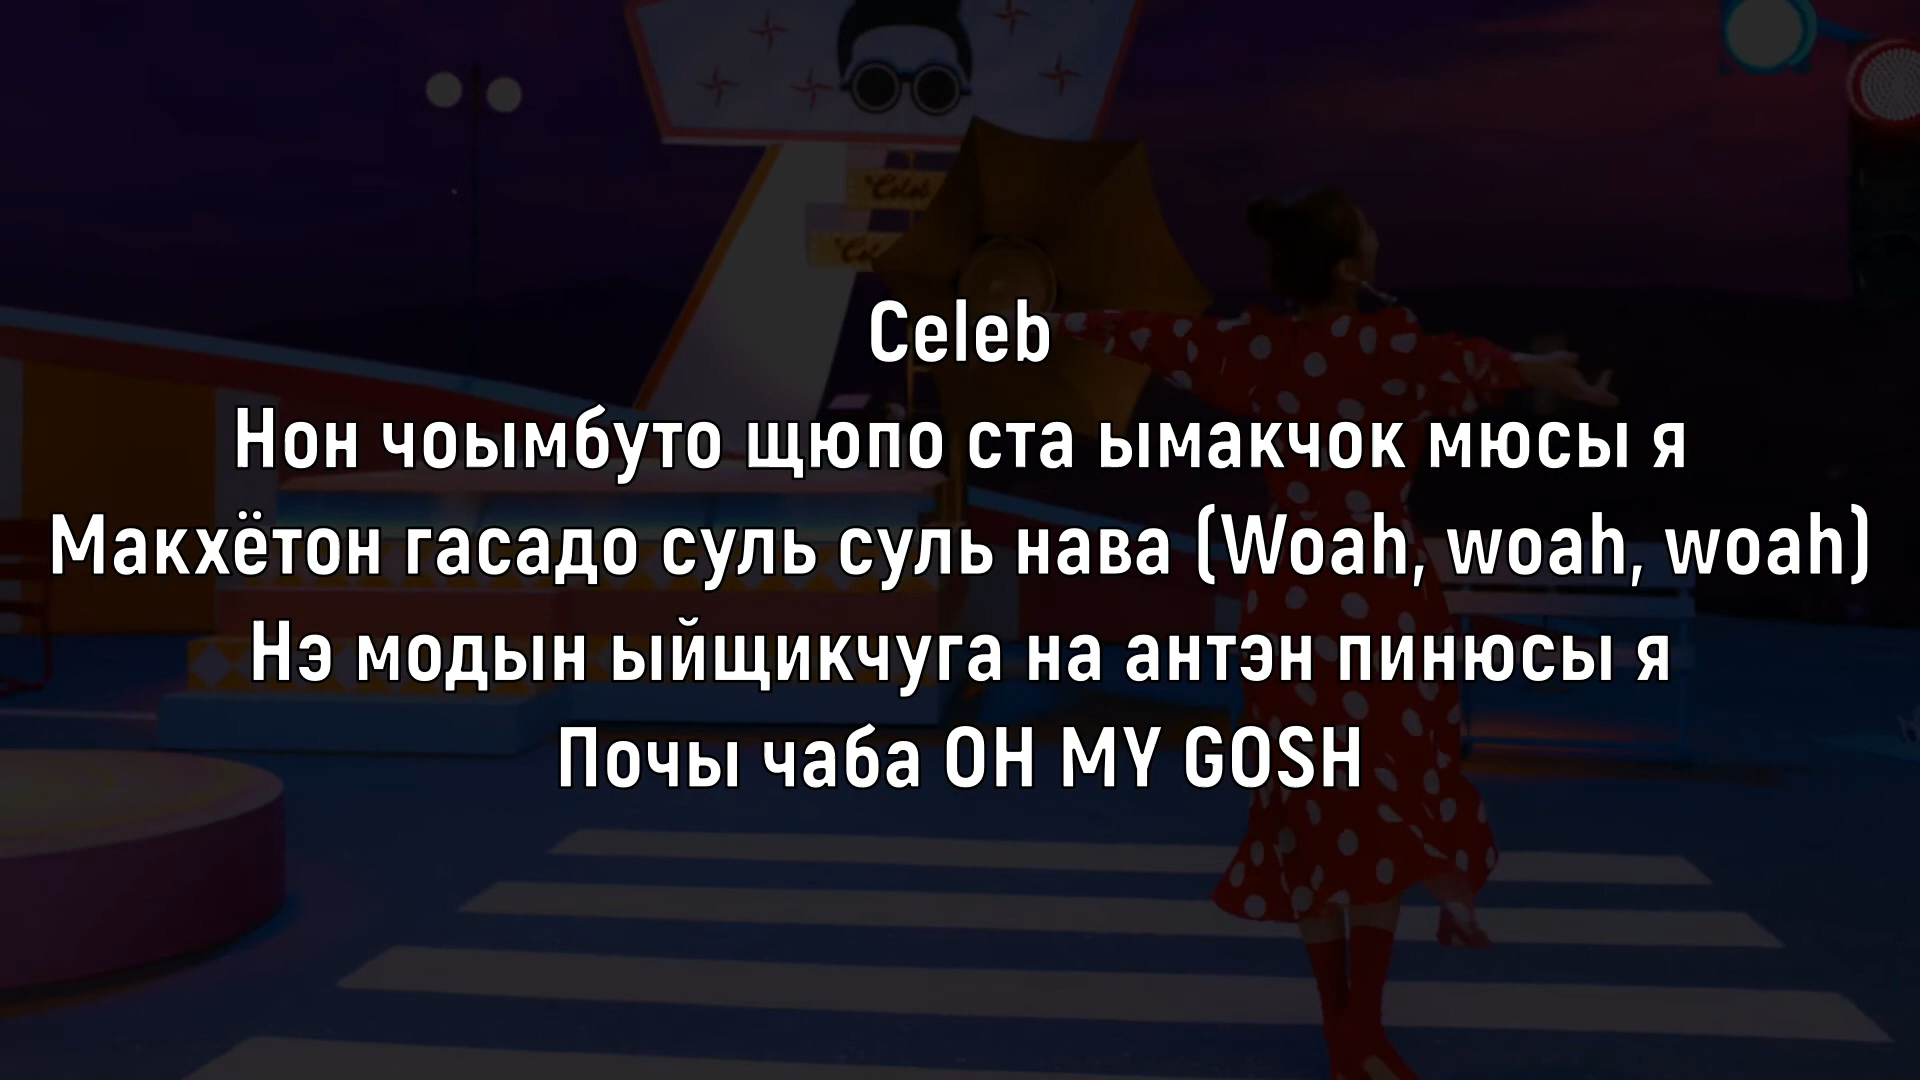 Celeb
Celeb
Нон чоымбуто щюпо ста ымакчок мюсы я
Макхётон гасадо суль суль нава (Woah, woah, woah)
Нэ модын ыйщикчуга на антэн пинюсы я
Почы чаба OH MY GOSH